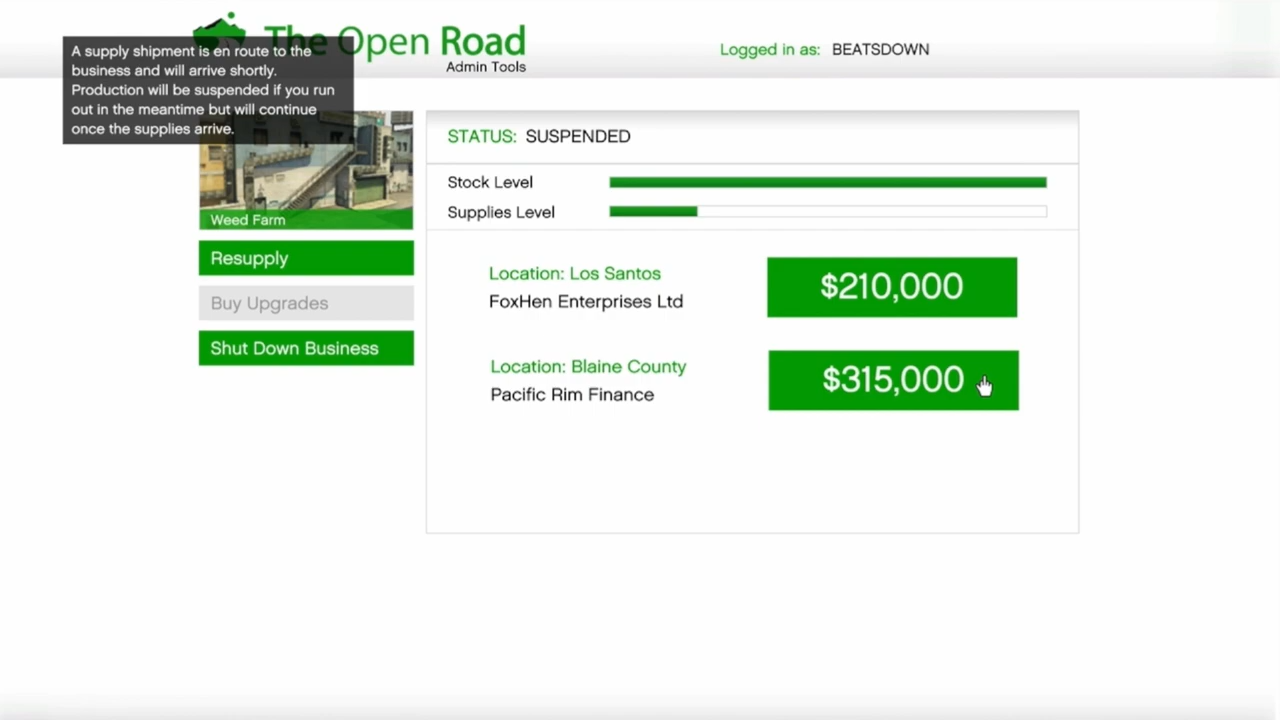 The Open Road
Admin Tools
Logged in as: BEATSDOWN
A supply shipment is en route to the
business and will arrive shortly.
Production will be suspended if you run
out in the meantime but will continue
once the supplies arrive.
Weed Farm
Resupply
Buy Upgrades
Shut Down Business
STATUS: SUSPENDED
Stock Level
Supplies Level
Location: Los Santos
FoxHen Enterprises Ltd
$210,000
Location: Blaine County
Pacific Rim Finance
$315,000